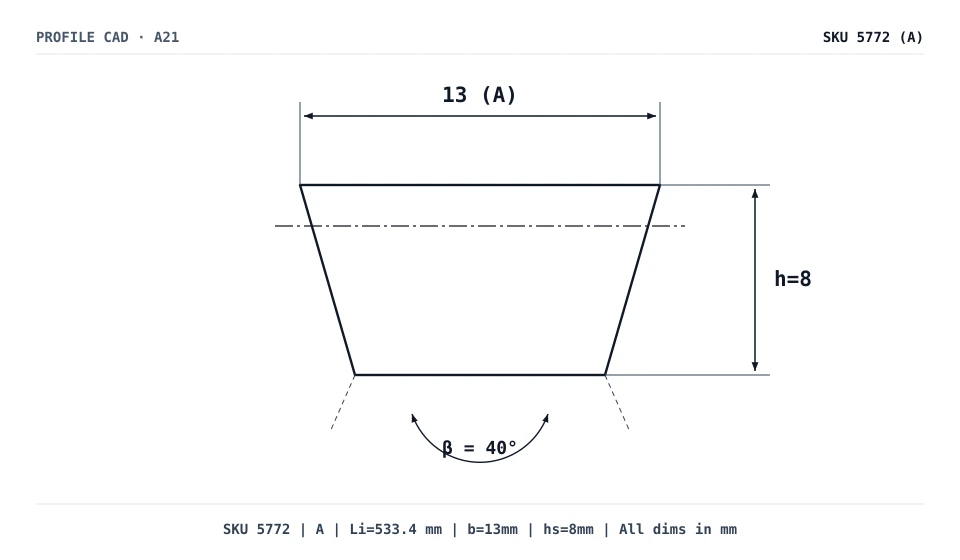 PROFILE CAD · A21
SKU 5772 (A)
13 (A)
h=8
β = 40°
SKU 5772 | A | Li=533.4 mm | b=13mm | hs=8mm | All dims in mm